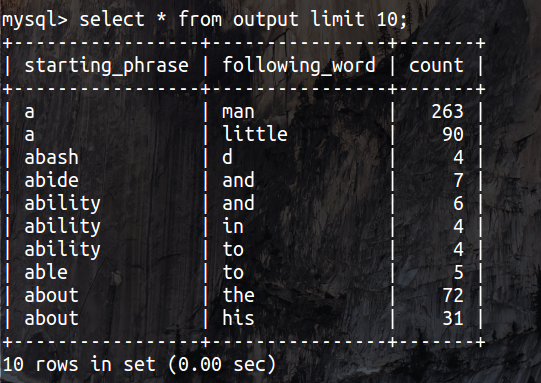 mysql> select * from output limit 10;
+-----------------+----------------+-------+
| starting_phrase | following_word | count |
+-----------------+----------------+-------+
| a               | man            |   263 |
| a               | little         |    90 |
| abash           | d              |     4 |
| abide           | and            |     7 |
| ability         | and            |     6 |
| ability         | in             |     4 |
| ability         | to             |     4 |
| able            | to             |     5 |
| about           | the            |    72 |
| about           | his            |    31 |
+-----------------+----------------+-------+
10 rows in set (0.00 sec)